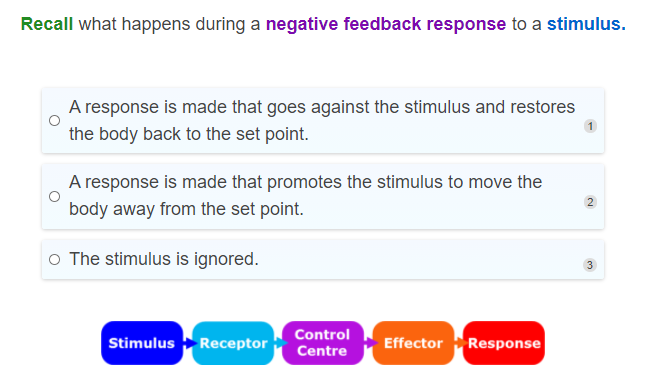 Recall what happens during a negative feedback response to a stimulus.
A response is made that goes against the stimulus and restores
the body back to the set point.
1
A response is made that promotes the stimulus to move the
body away from the set point.
2
The stimulus is ignored.
3
Stimulus
Receptor
Control
Centre
Effector
Response